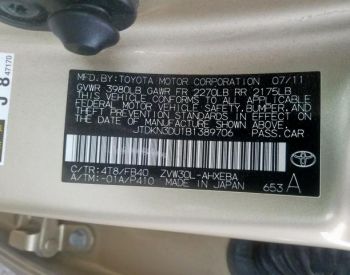 MFD.BY:TOYOTA MOTOR CORPORATION 07/11
GVWR 3980LB GAWR FR 2270LB RR 2175LB
THIS VEHICLE CONFORMS TO ALL APPLICABLE
FEDERAL MOTOR VEHICLE SAFETY, BUMPER, AND
THEFT PREVENTION STANDARDS IN EFFECT ON
THE DATE OF MANUFACTURE SHOWN ABOVE.
JTDKN3DU1B1389706 PASS.CAR
C/TR:4T8/FB40 ZVW30L-AHXEBA
A/TM:-01A/P410 MADE IN JAPAN 653 A
J 8
47170